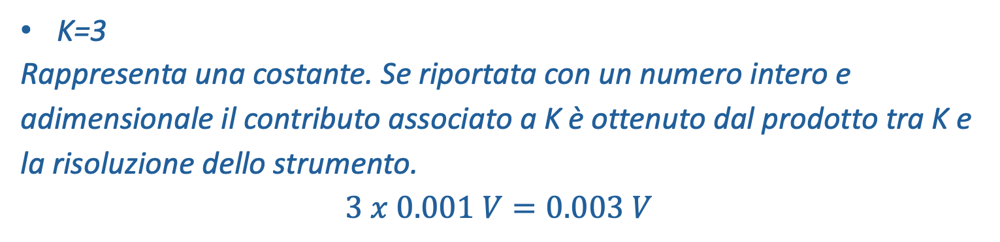 • K=3
Rappresenta una costante. Se riportata con un numero intero e
adimensionale il contributo associato a K è ottenuto dal prodotto tra K e
la risoluzione dello strumento.
3 x 0.001 V = 0.003 V